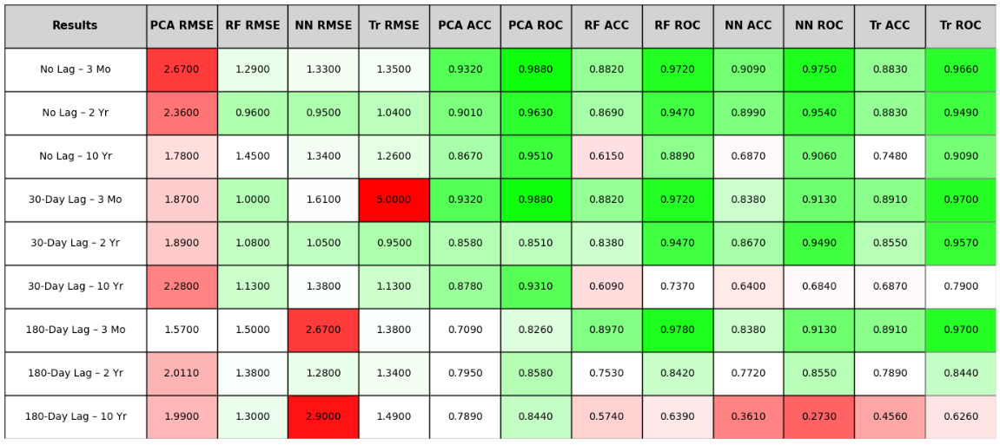 Results PCA RMSE RF RMSE NN RMSE Tr RMSE PCA ACC PCA ROC RF ACC RF ROC NN ACC NN ROC Tr ACC Tr ROC
No Lag – 3 Mo 2.6700 1.2900 1.3300 1.3500 0.9320 0.9880 0.8820 0.9720 0.9090 0.9750 0.8830 0.9660
No Lag – 2 Yr 2.3600 0.9600 0.9500 1.0400 0.9010 0.9630 0.8690 0.9470 0.8990 0.9540 0.8830 0.9490
No Lag – 10 Yr 1.7800 1.4500 1.3400 1.2600 0.8670 0.9510 0.6150 0.8890 0.6870 0.9060 0.7480 0.9090
30-Day Lag – 3 Mo 1.8700 1.0000 1.6100 5.0000 0.9320 0.9880 0.8820 0.9720 0.8380 0.9130 0.8910 0.9700
30-Day Lag – 2 Yr 1.8900 1.0800 1.0500 0.9500 0.8580 0.8510 0.8380 0.9470 0.8670 0.9490 0.8550 0.9570
30-Day Lag – 10 Yr 2.2800 1.1300 1.3800 1.1300 0.8780 0.9310 0.6090 0.7370 0.6400 0.6840 0.6870 0.7900
180-Day Lag – 3 Mo 1.5700 1.5000 2.6700 1.3800 0.7090 0.8260 0.8970 0.9780 0.8380 0.9130 0.8910 0.9700
180-Day Lag – 2 Yr 2.0110 1.3800 1.2800 1.3400 0.7950 0.8580 0.7530 0.8420 0.7720 0.8550 0.7890 0.8440
180-Day Lag – 10 Yr 1.9900 1.3000 2.9000 1.4900 0.7890 0.8440 0.5740 0.6390 0.3610 0.2730 0.4560 0.6260